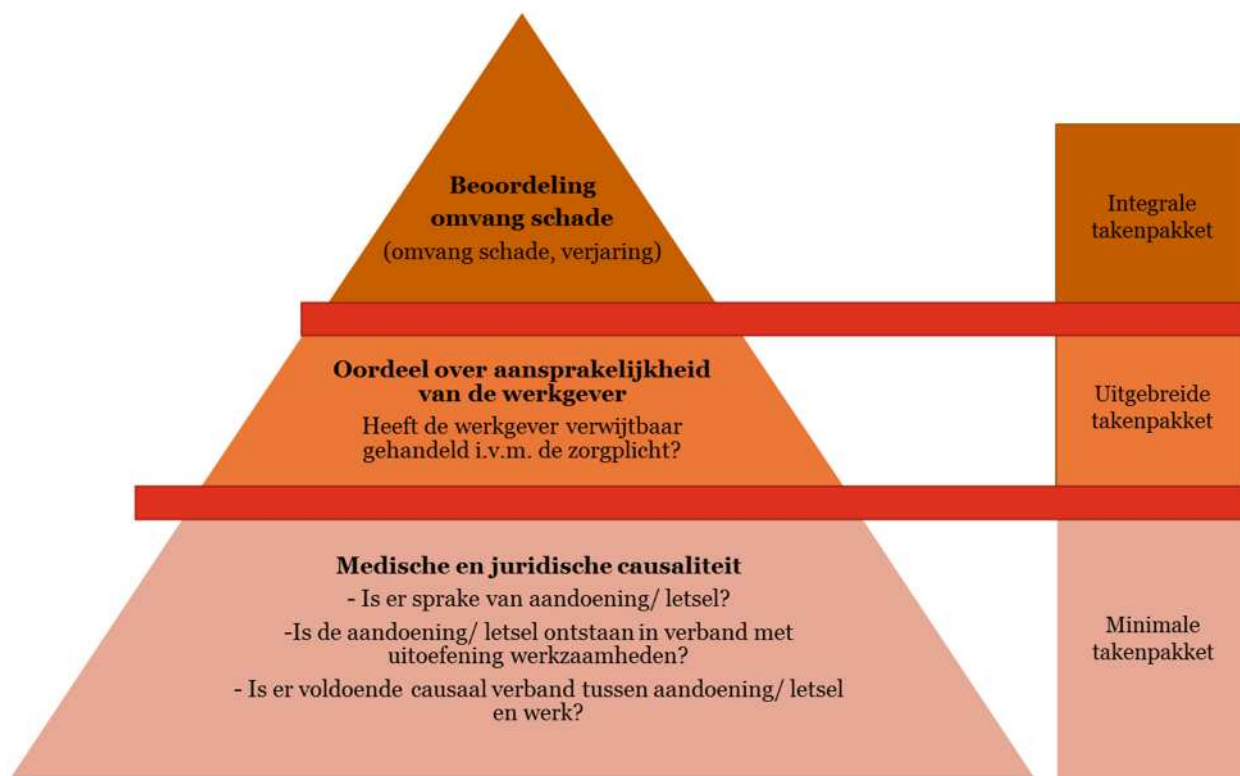 Beoordeling
omvang schade
(omvang schade, verjaring)
Integrale
takenpakket
Oordeel over aansprakelijkheid
van de werkgever
Heeft de werkgever verwijtbaar
gehandeld i.v.m. de zorgplicht?
Uitgebreide
takenpakket
Medische en juridische causaliteit
- Is er sprake van aandoening/ letsel?
-Is de aandoening/ letsel ontstaan in verband met
uitoefening werkzaamheden?
- Is er voldoende causaal verband tussen aandoening/ letsel
en werk?
Minimale
takenpakket